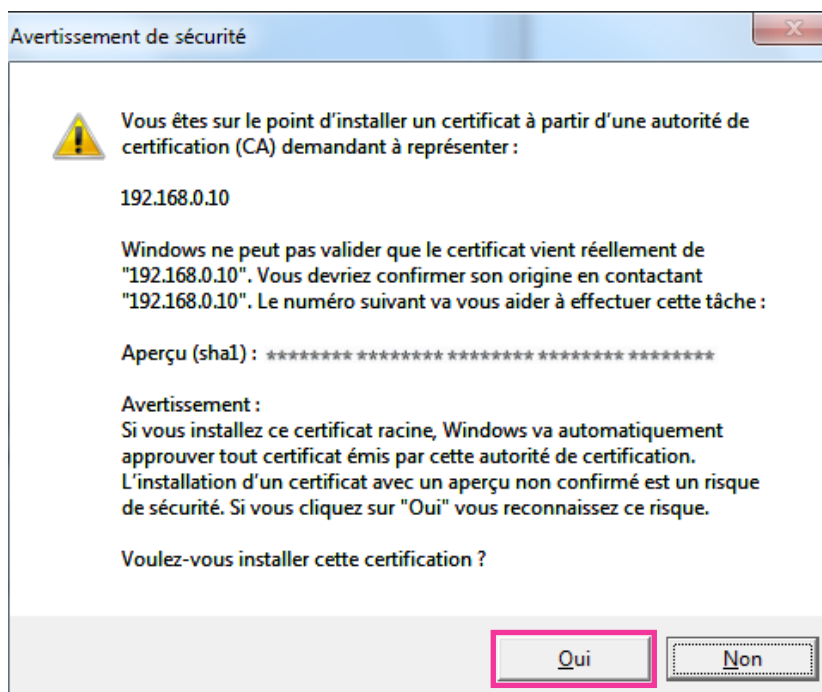 Avertissement de sécurité
Vous êtes sur le point d'installer un certificat à partir d'une autorité de
certification (CA) demandant à représenter :
192.168.0.10
Windows ne peut pas valider que le certificat vient réellement de
"192.168.0.10". Vous devriez confirmer son origine en contactant
"192.168.0.10". Le numéro suivant va vous aider à effectuer cette tâche :
Aperçu (sha1) : ******** ******** ******** ******** ********
Avertissement :
Si vous installez ce certificat racine, Windows va automatiquement
approuver tout certificat émis par cette autorité de certification.
L'installation d'un certificat avec un aperçu non confirmé est un risque
de sécurité. Si vous cliquez sur "Oui" vous reconnaissez ce risque.
Voulez-vous installer cette certification ?
Oui
Non